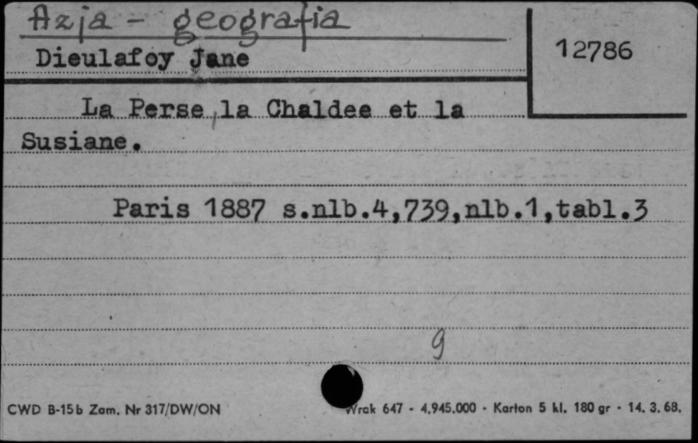 Azja - geografia
Dieulafoy Jane
12786
La Perse,la Chaldee et la
Susiane.
Paris 1887 s.nlb.4,739,nlb.1,tabl.3
9
CWD B-15b Zam. Nr 317/DW/ON
Wrak 647 - 4.945.000 - Karton 5 kl. 180 gr - 14. 3. 68.